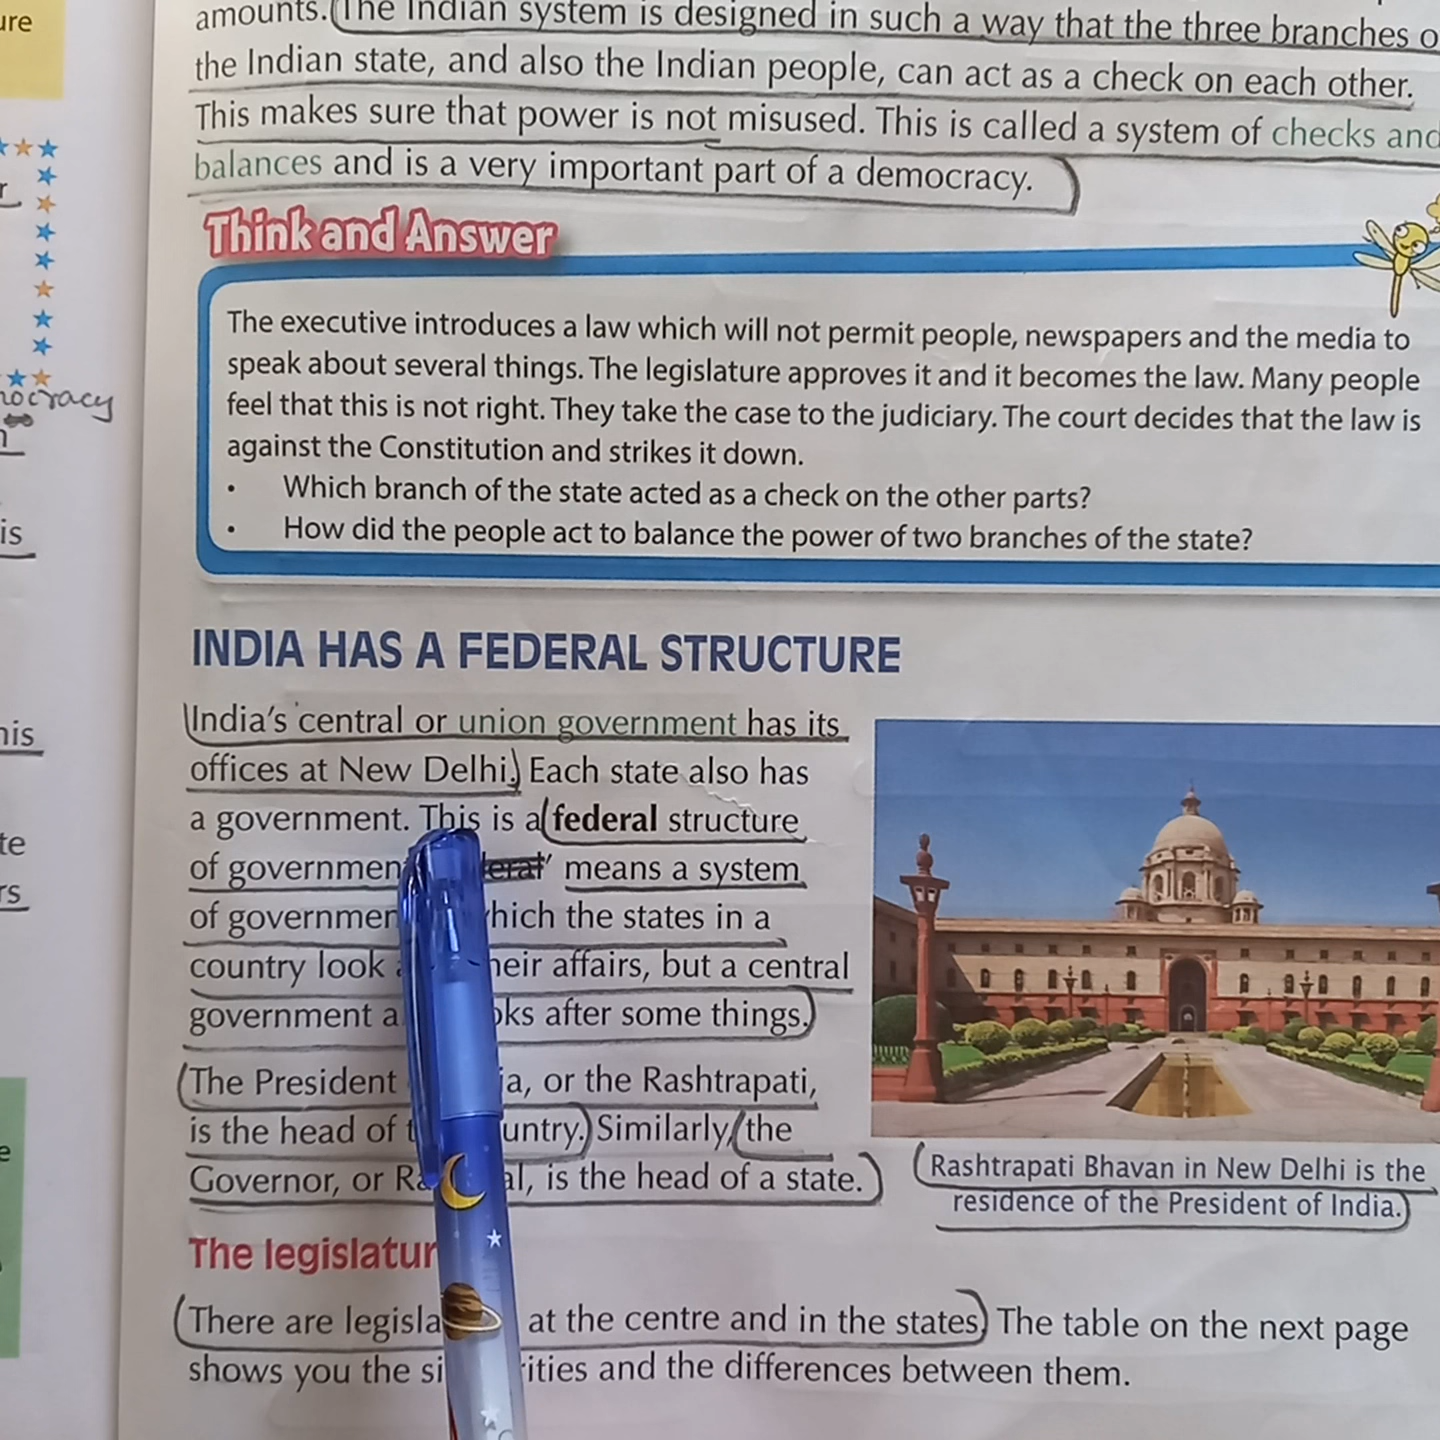 ure
amounts. The Indian system is designed in such a way that the three branches
the Indian state, and also the Indian people, can act as a check on each other.
This makes sure that power is not misused. This is called a system of checks and
balances and is a very important part of a democracy.
Think and Answer
The executive introduces a law which will not permit people, newspapers and the media to
speak about several things. The legislature approves it and it becomes the law. Many people
feel that this is not right. They take the case to the judiciary. The court decides that the law is
against the Constitution and strikes it down.
• Which branch of the state acted as a check on the other parts?
• How did the people act to balance the power of two branches of the state?
ocracy
is
his
te
rs
e
INDIA HAS A FEDERAL STRUCTURE
India's central or union government has its
offices at New Delhi. Each state also has
a government. This is a federal structure
of governmen eral' means a system
of governmen hich the states in a
country look heir affairs, but a central
government a oks after some things.
The President ia, or the Rashtrapati,
is the head of untry. Similarly, the
Governor, or Ra al, is the head of a state.
Rashtrapati Bhavan in New Delhi is the
residence of the President of India.
The legislatur
There are legisla at the centre and in the states. The table on the next page
shows you the si ities and the differences between them.